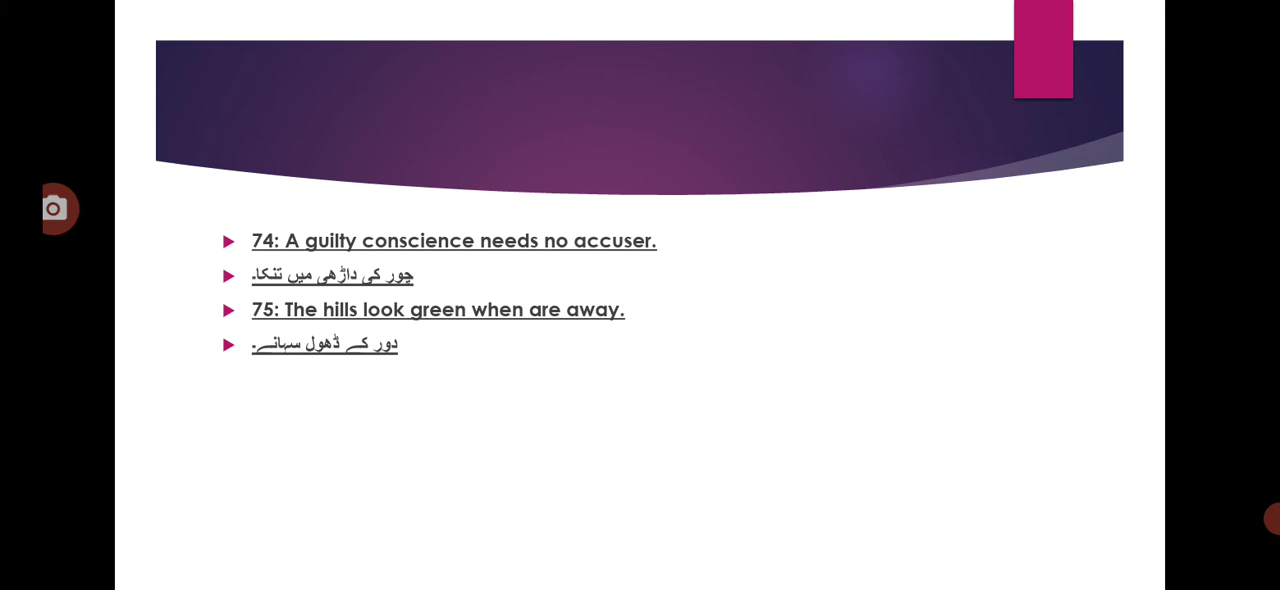 74: A guilty conscience needs no accuser.
چور کی داڑھی میں تنکا۔
75: The hills look green when are away.
دور کے ڈھول سہانے۔